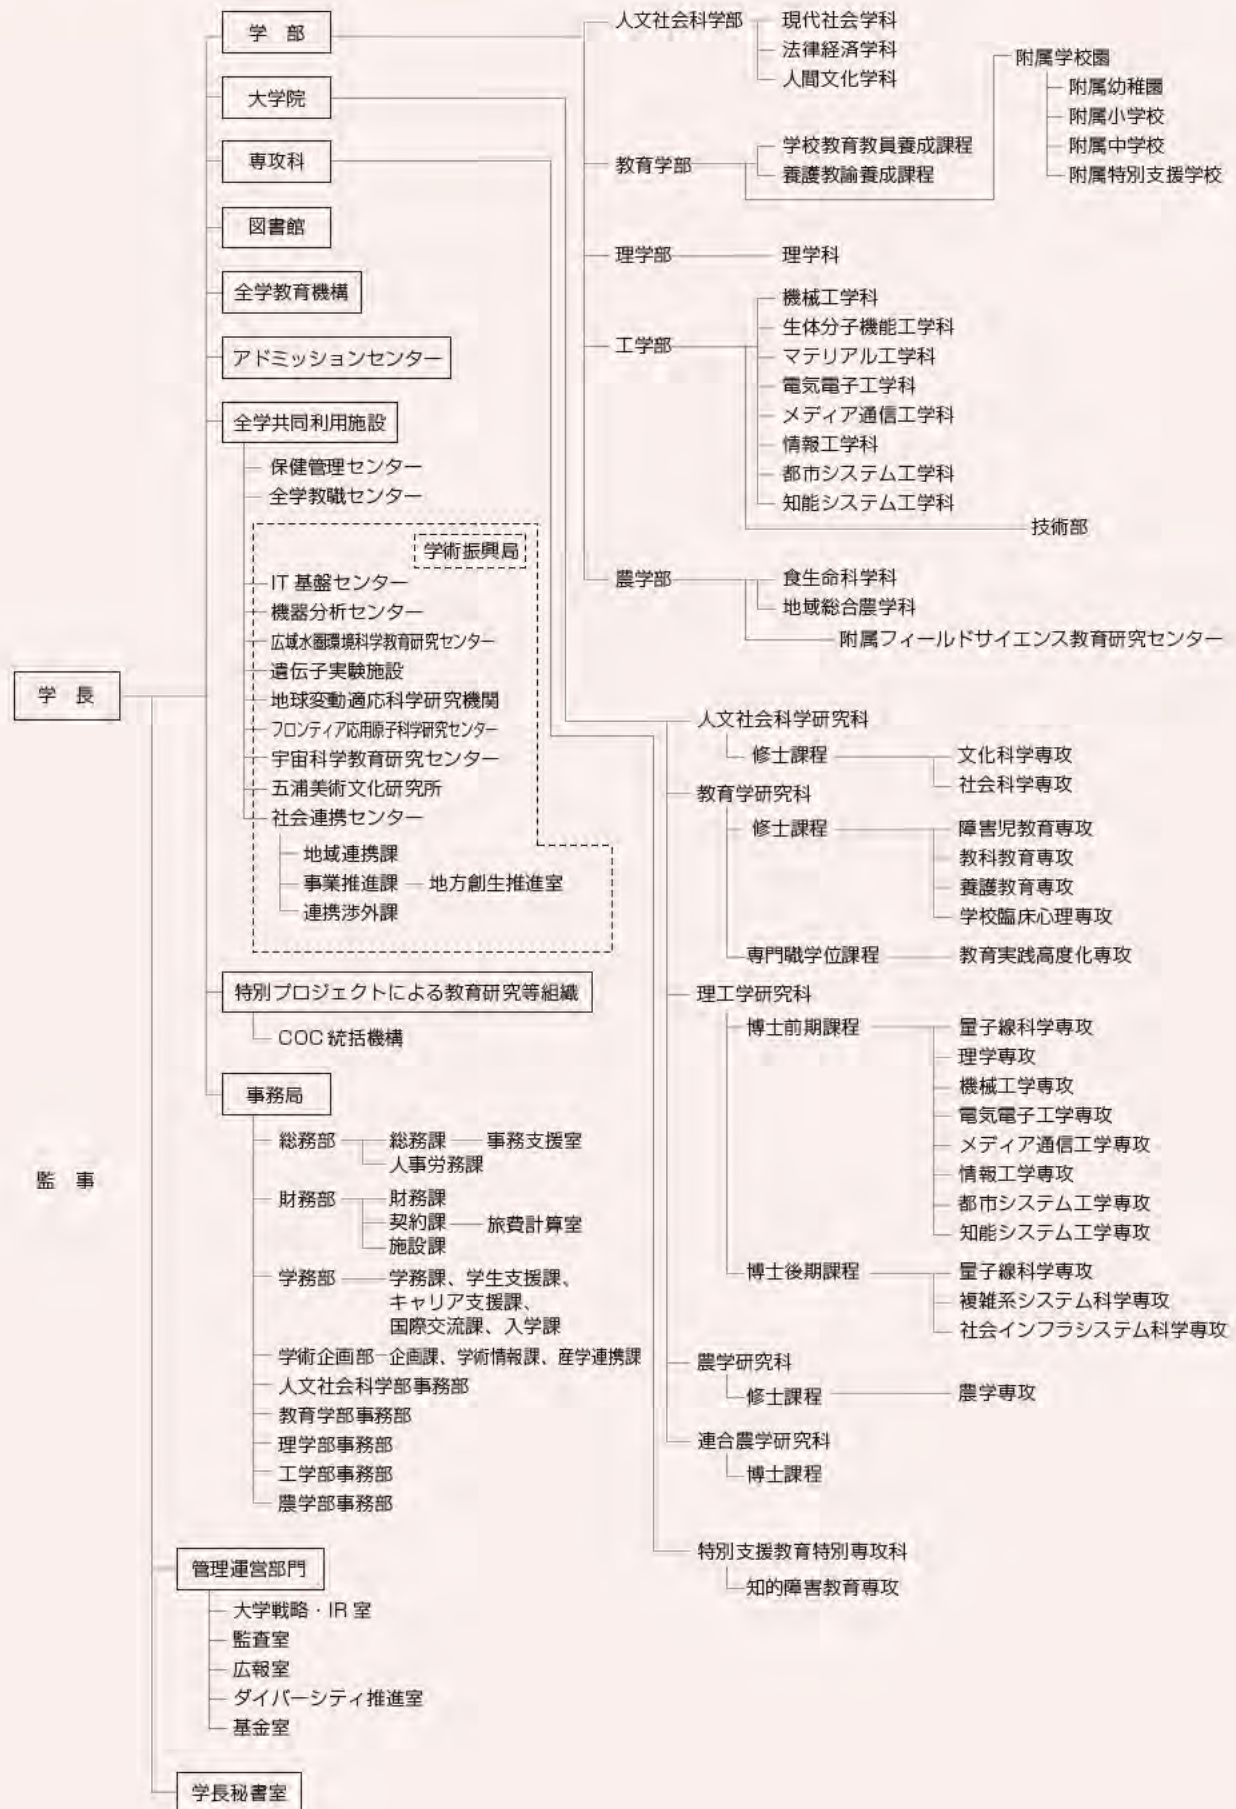 学長
監事
学部
人文社会科学部
現代社会学科
法律経済学科
人間文化学科
教育学部
学校教育教員養成課程
養護教諭養成課程
附属学校園
附属幼稚園
附属小学校
附属中学校
附属特別支援学校
理学部
理学科
工学部
機械工学科
生体分子機能工学科
マテリアル工学科
電気電子工学科
メディア通信工学科
情報工学科
都市システム工学科
知能システム工学科
技術部
農学部
食生命科学科
地域総合農学科
附属フィールドサイエンス教育研究センター
大学院
人文社会科学研究科
修士課程
文化科学専攻
社会科学専攻
教育学研究科
修士課程
障害児教育専攻
教科教育専攻
養護教育専攻
学校臨床心理専攻
専門職学位課程
教育実践高度化専攻
理工学研究科
博士前期課程
量子線科学専攻
理学専攻
機械工学専攻
電気電子工学専攻
メディア通信工学専攻
情報工学専攻
都市システム工学専攻
知能システム工学専攻
博士後期課程
量子線科学専攻
複雑系システム科学専攻
社会インフラシステム科学専攻
農学研究科
修士課程
農学専攻
連合農学研究科
博士課程
専攻科
特別支援教育特別専攻科
知的障害教育専攻
図書館
全学教育機構
アドミッションセンター
全学共同利用施設
保健管理センター
全学教職センター
学術振興局
IT基盤センター
機器分析センター
広域水圏環境科学教育研究センター
遺伝子実験施設
地球変動適応科学研究機関
フロンティア応用原子科学研究センター
宇宙科学教育研究センター
五浦美術文化研究所
社会連携センター
地域連携課
事業推進課
地方創生推進室
連携渉外課
特別プロジェクトによる教育研究等組織
COC統括機構
事務局
総務部
総務課
事務支援室
人事労務課
財務部
財務課
契約課
旅費計算室
施設課
学務部
学務課、学生支援課、
キャリア支援課、
国際交流課、入学課
学術企画部
企画課、学術情報課、産学連携課
人文社会科学部事務部
教育学部事務部
理学部事務部
工学部事務部
農学部事務部
管理運営部門
大学戦略・IR室
監査室
広報室
ダイバーシティ推進室
基金室
学長秘書室